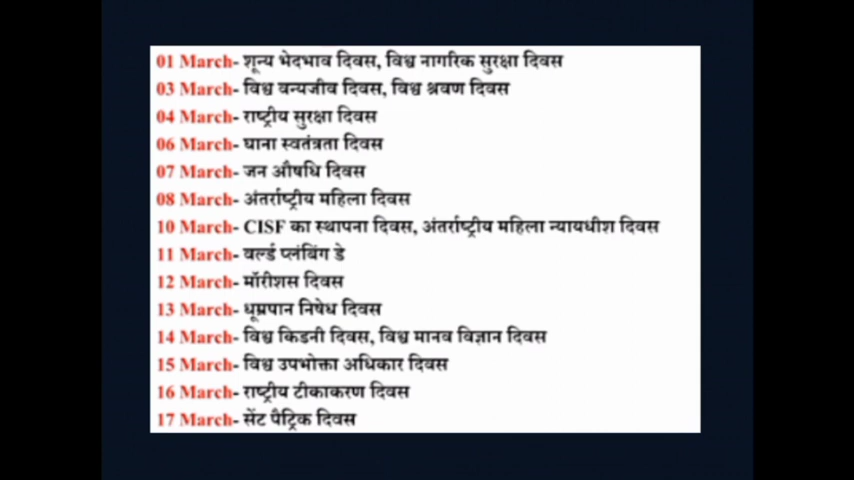 01 March- शून्य भेदभाव दिवस, विश्व नागरिक सुरक्षा दिवस
03 March- विश्व वन्यजीव दिवस, विश्व श्रवण दिवस
04 March- राष्ट्रीय सुरक्षा दिवस
06 March- घाना स्वतंत्रता दिवस
07 March- जन औषधि दिवस
08 March- अंतर्राष्ट्रीय महिला दिवस
10 March- CISF का स्थापना दिवस, अंतर्राष्ट्रीय महिला न्यायधीश दिवस
11 March- वर्ल्ड प्लंबिंग डे
12 March- मॉरीशस दिवस
13 March- धूम्रपान निषेध दिवस
14 March- विश्व किडनी दिवस, विश्व मानव विज्ञान दिवस
15 March- विश्व उपभोक्ता अधिकार दिवस
16 March- राष्ट्रीय टीकाकरण दिवस
17 March- सेंट पैट्रिक दिवस